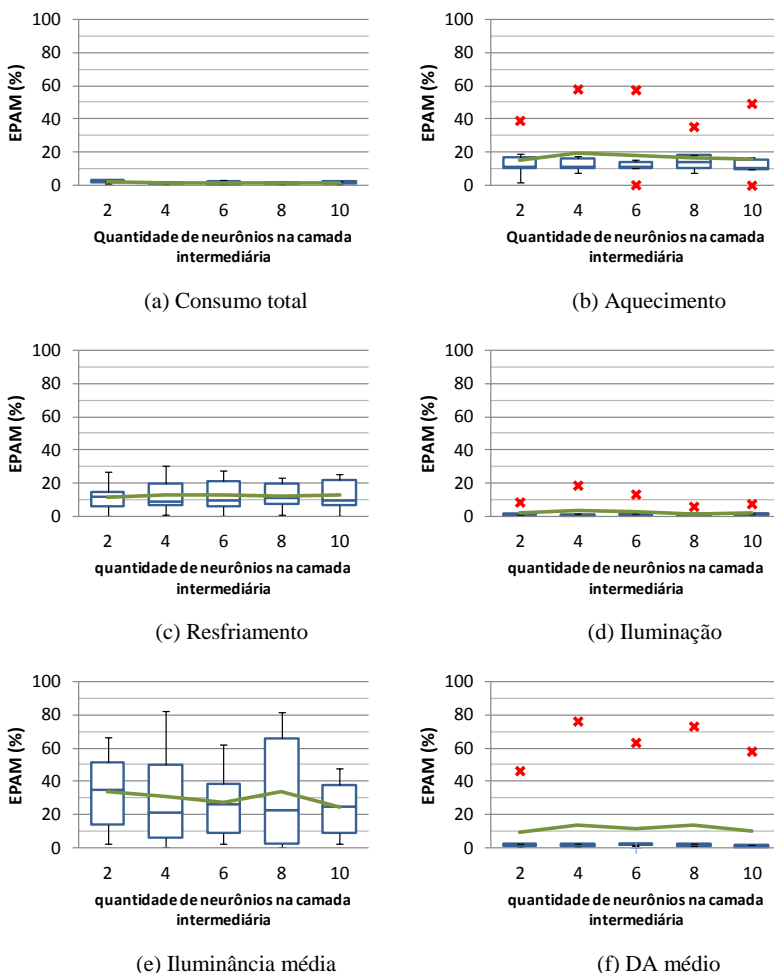 100
80
60
40
20
0
EPAM (%)
2 4 6 8 10
Quantidade de neurônios na camada
intermediária
(a) Consumo total
100
80
60
40
20
0
EPAM (%)
2 4 6 8 10
Quantidade de neurônios na camada
intermediária
(b) Aquecimento
100
80
60
40
20
0
EPAM (%)
2 4 6 8 10
quantidade de neurônios na camada
intermediária
(c) Resfriamento
100
80
60
40
20
0
EPAM (%)
2 4 6 8 10
quantidade de neurônios na camada
intermediária
(d) Iluminação
100
80
60
40
20
0
EPAM (%)
2 4 6 8 10
quantidade de neurônios na camada
intermediária
(e) Iluminância média
100
80
60
40
20
0
EPAM (%)
2 4 6 8 10
quantidade de neurônios na camada
intermediária
(f) DA médio